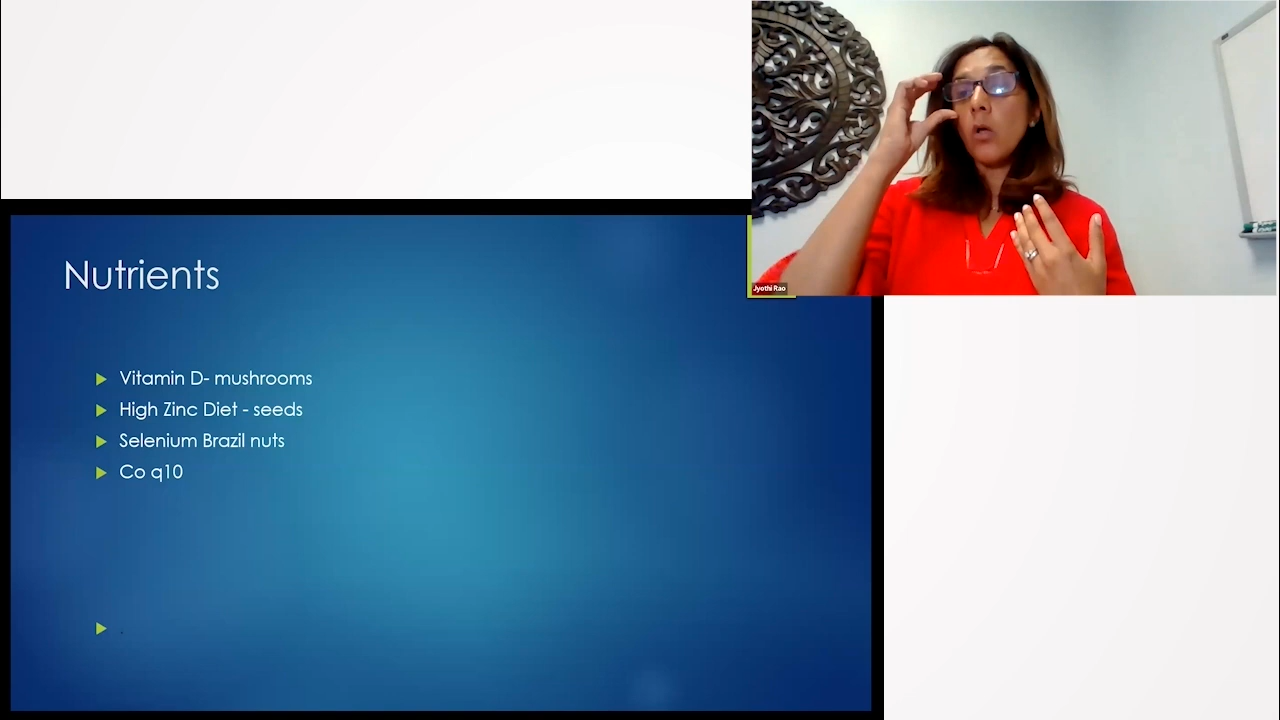 Jyothi Rao
Nutrients
Vitamin D- mushrooms
High Zinc Diet - seeds
Selenium Brazil nuts
Co q10
.